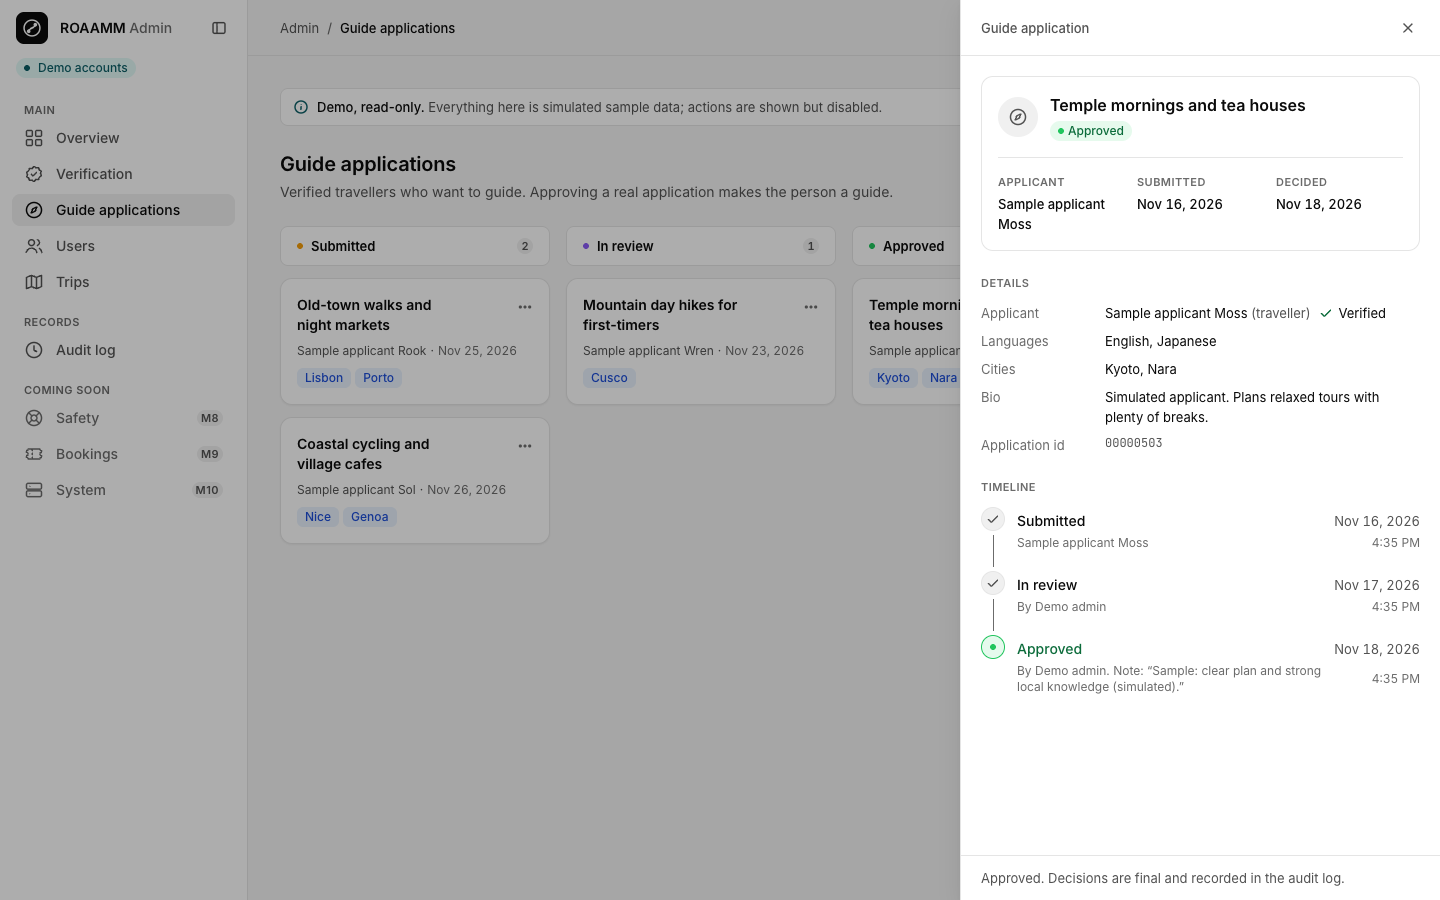 ROAAMM Admin
Demo accounts
MAIN
Overview
Verification
Guide applications
Users
Trips
RECORDS
Audit log
COMING SOON
Safety M8
Bookings M9
System M10
Admin / Guide applications
Demo, read-only. Everything here is simulated sample data; actions are shown but disabled.
Guide applications
Verified travellers who want to guide. Approving a real application makes the person a guide.
Submitted 2
Old-town walks and
night markets
Sample applicant Rook · Nov 25, 2026
Lisbon Porto
Coastal cycling and
village cafes
Sample applicant Sol · Nov 26, 2026
Nice Genoa
In review 1
Mountain day hikes for
first-timers
Sample applicant Wren · Nov 23, 2026
Cusco
Approved
Temple morni
tea houses
Sample applican
Kyoto Nara
Guide application
Temple mornings and tea houses
Approved
APPLICANT SUBMITTED DECIDED
Sample applicant Nov 16, 2026 Nov 18, 2026
Moss
DETAILS
Applicant Sample applicant Moss (traveller) Verified
Languages English, Japanese
Cities Kyoto, Nara
Bio Simulated applicant. Plans relaxed tours with
plenty of breaks.
Application id 00000503
TIMELINE
Submitted Nov 16, 2026
Sample applicant Moss 4:35 PM
In review Nov 17, 2026
By Demo admin 4:35 PM
Approved Nov 18, 2026
By Demo admin. Note: “Sample: clear plan and strong
local knowledge (simulated).” 4:35 PM
Approved. Decisions are final and recorded in the audit log.